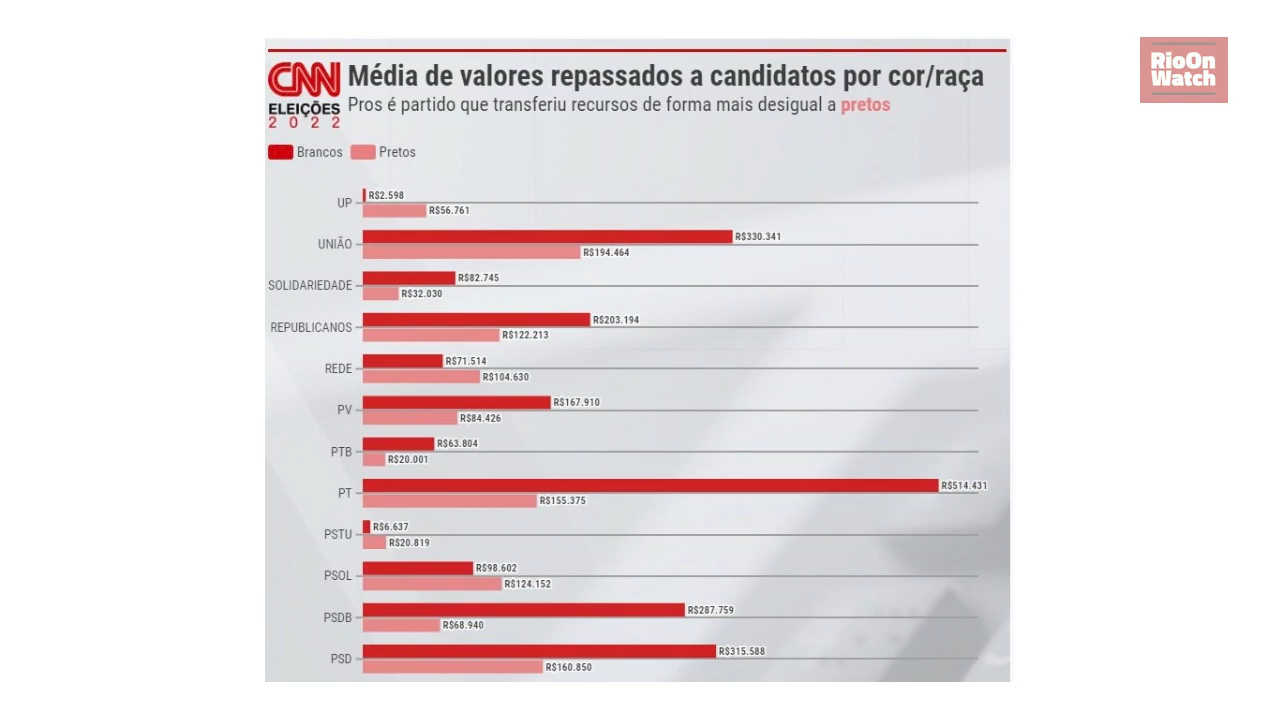 RioOn
Watch
CNN
ELEIÇÕES
2022
Média de valores repassados a candidatos por cor/raça
Pros é partido que transferiu recursos de forma mais desigual a pretos
Brancos Pretos
UP R$2.598
R$56.761
UNIÃO R$330.341
R$194.464
SOLIDARIEDADE R$82.745
R$32.030
REPUBLICANOS R$203.194
R$122.213
REDE R$71.514
R$104.630
PV R$167.910
R$84.426
PTB R$63.804
R$20.001
PT R$514.431
R$155.375
PSTU R$6.637
R$20.819
PSOL R$98.602
R$124.152
PSDB R$287.759
R$68.940
PSD R$315.588
R$160.850